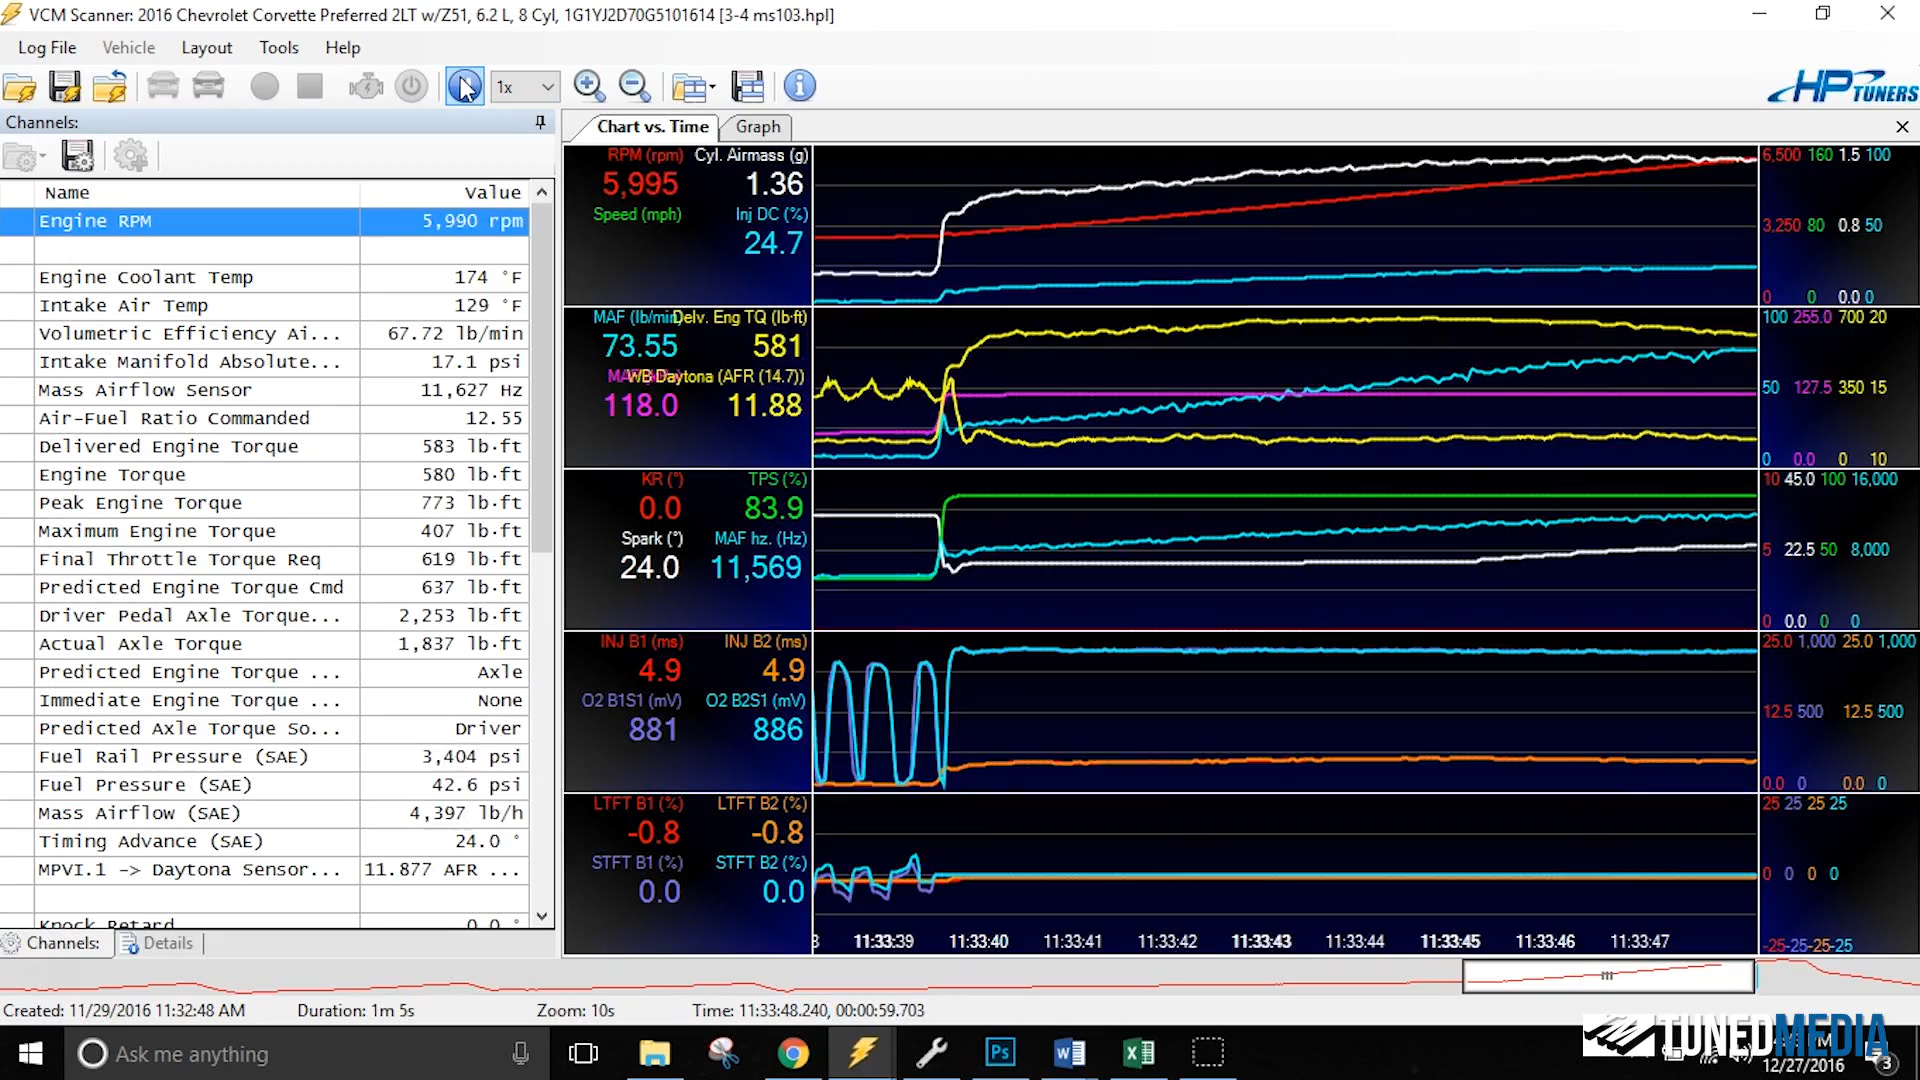 VCM Scanner: 2016 Chevrolet Corvette Preferred 2LT w/Z51, 6.2 L, 8 Cyl, 1G1YJ2D70G5101614 [3-4 ms103.hpl]
Log File Vehicle Layout Tools Help
1x
HP TUNERS
Channels:
Chart vs. Time Graph
Name Value
Engine RPM 5,990 rpm
Engine Coolant Temp 174 °F
Intake Air Temp 129 °F
Volumetric Efficiency Ai... 67.72 lb/min
Intake Manifold Absolute... 17.1 psi
Mass Airflow Sensor 11,627 Hz
Air-Fuel Ratio Commanded 12.55
Delivered Engine Torque 583 lb·ft
Engine Torque 580 lb·ft
Peak Engine Torque 773 lb·ft
Maximum Engine Torque 407 lb·ft
Final Throttle Torque Req 619 lb·ft
Predicted Engine Torque Cmd 637 lb·ft
Driver Pedal Axle Torque... 2,253 lb·ft
Actual Axle Torque 1,837 lb·ft
Predicted Engine Torque ... Axle
Immediate Engine Torque ... None
Predicted Axle Torque So... Driver
Fuel Rail Pressure (SAE) 3,404 psi
Fuel Pressure (SAE) 42.6 psi
Mass Airflow (SAE) 4,397 lb/h
Timing Advance (SAE) 24.0 °
MPVI.1 -> Daytona Sensor... 11.877 AFR ...
Knock Retard 0.0 °
Channels: Details
RPM (rpm) Cyl. Airmass (g)
5,995 1.36
Speed (mph) Inj DC (%)
24.7
6,500 160 1.5 100
3,250 80 0.8 50
0 0 0.0 0
MAF (lb/min) Delv. Eng TQ (lb·ft)
73.55 581
WB Daytona (AFR (14.7))
118.0 11.88
100 255.0 700 20
50 127.5 350 15
0 0.0 0 10
KR (°) TPS (%)
0.0 83.9
Spark (°) MAF hz. (Hz)
24.0 11,569
10 45.0 100 16,000
5 22.5 50 8,000
0 0.0 0 0
INJ B1 (ms) INJ B2 (ms)
4.9 4.9
O2 B1S1 (mV) O2 B2S1 (mV)
881 886
25.0 1,000 25.0 1,000
12.5 500 12.5 500
0.0 0 0.0 0
LTFT B1 (%) LTFT B2 (%)
-0.8 -0.8
STFT B1 (%) STFT B2 (%)
0.0 0.0
25 25 25 25
0 0 0 0
-25 -25 -25 -25
11:33:39 11:33:40 11:33:41 11:33:42 11:33:43 11:33:44 11:33:45 11:33:46 11:33:47
Created: 11/29/2016 11:32:48 AM Duration: 1m 5s Zoom: 10s Time: 11:33:48.240, 00:00:59.703
Ask me anything
TUNEDMEDIA
12/27/2016
3